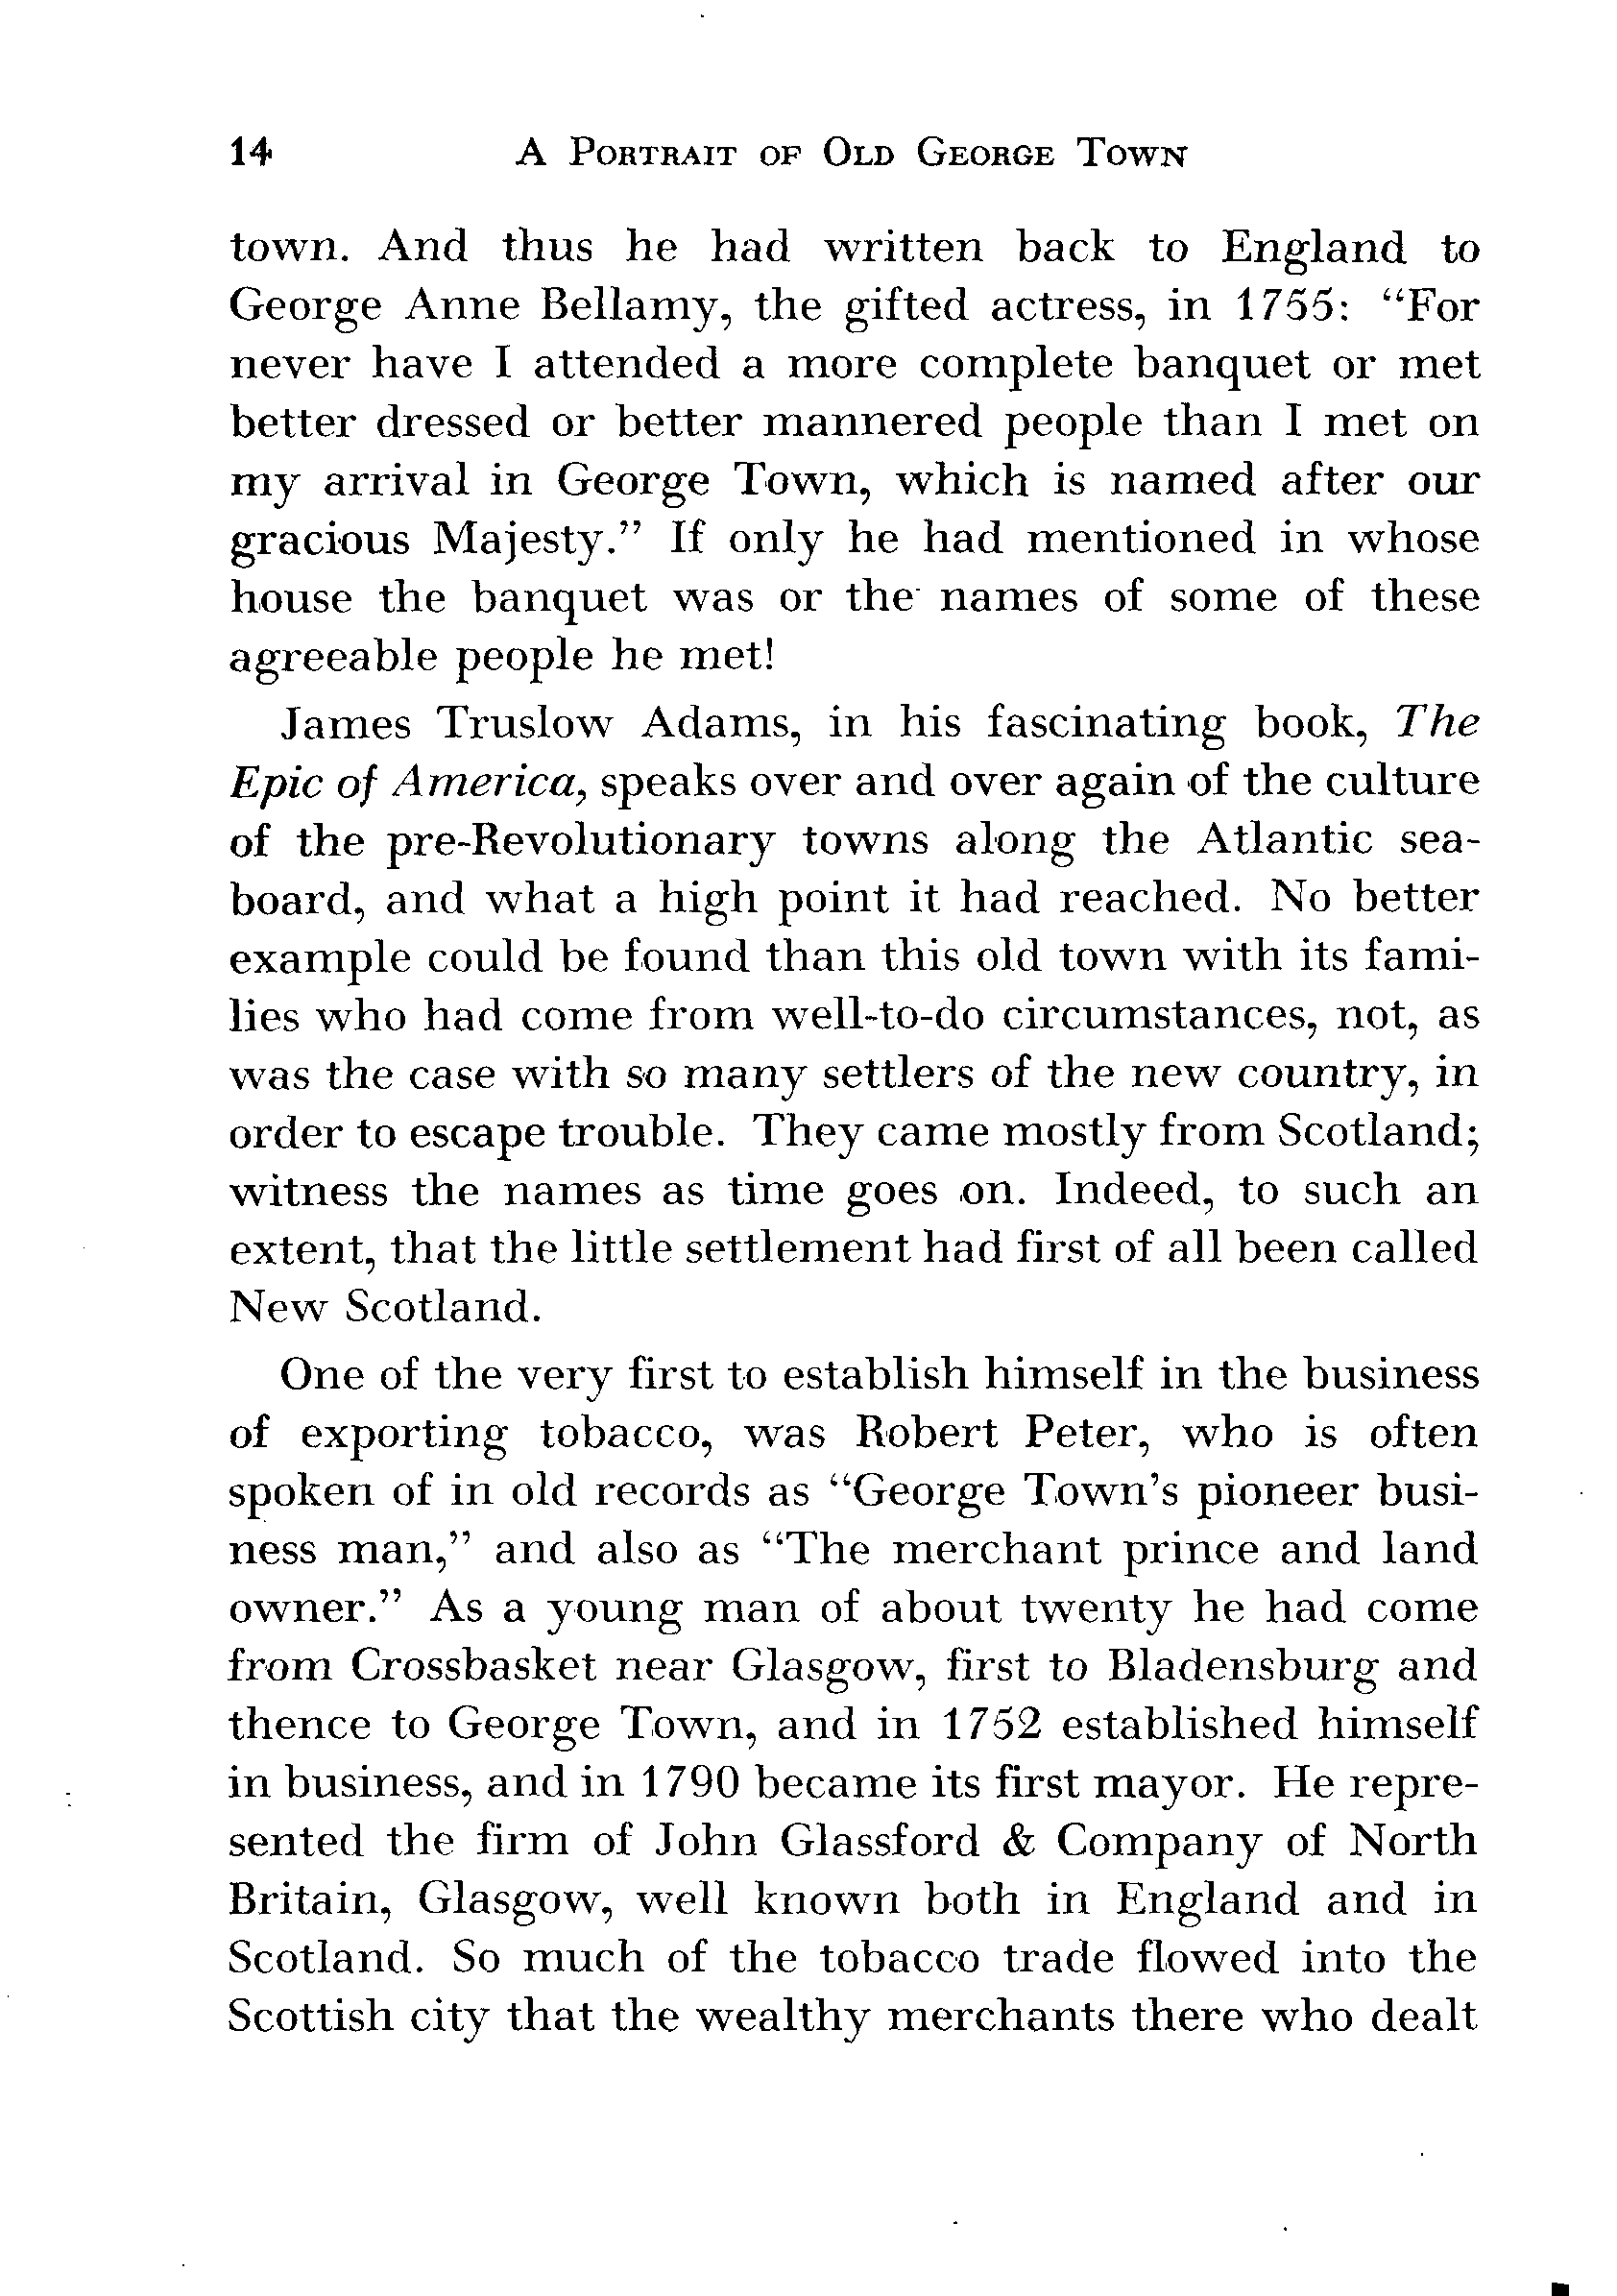 14 A Portrait of Old George Town
town. And thus he had written back to England to
George Anne Bellamy, the gifted actress, in 1755: “For
never have I attended a more complete banquet or met
better dressed or better mannered people than I met on
my arrival in George Town, which is named after our
gracious Majesty.” If only he had mentioned in whose
house the banquet was or the names of some of these
agreeable people he met!
James Truslow Adams, in his fascinating book, The
Epic of America, speaks over and over again of the culture
of the pre-Revolutionary towns along the Atlantic sea-
board, and what a high point it had reached. No better
example could be found than this old town with its fami-
lies who had come from well-to-do circumstances, not, as
was the case with so many settlers of the new country, in
order to escape trouble. They came mostly from Scotland;
witness the names as time goes on. Indeed, to such an
extent, that the little settlement had first of all been called
New Scotland.
One of the very first to establish himself in the business
of exporting tobacco, was Robert Peter, who is often
spoken of in old records as “George Town’s pioneer busi-
ness man,” and also as “The merchant prince and land
owner.” As a young man of about twenty he had come
from Crossbasket near Glasgow, first to Bladensburg and
thence to George Town, and in 1752 established himself
in business, and in 1790 became its first mayor. He repre-
sented the firm of John Glassford & Company of North
Britain, Glasgow, well known both in England and in
Scotland. So much of the tobacco trade flowed into the
Scottish city that the wealthy merchants there who dealt